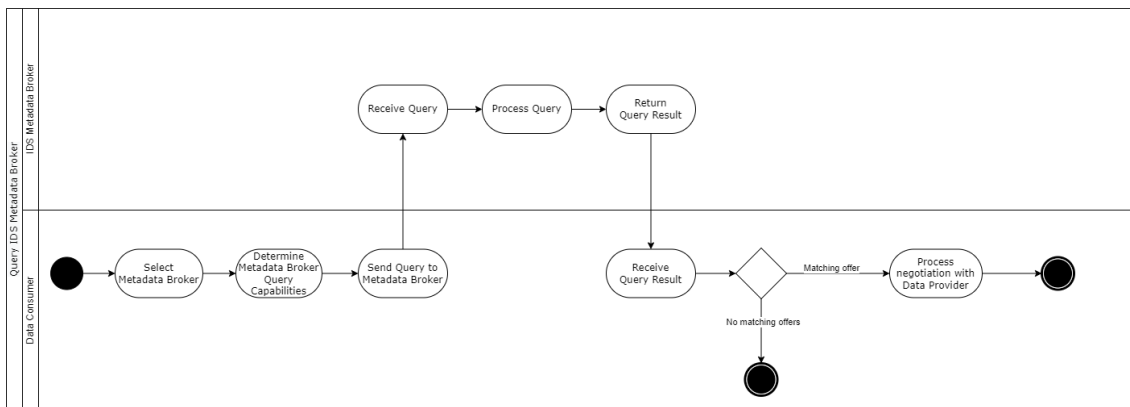 Query IDS Metadata Broker
IDS Metadata Broker
Receive Query
Process Query
Return
Query Result
Data Consumer
Select
Metadata Broker
Determine
Metadata Broker
Query
Capabilities
Send Query to
Metadata Broker
Receive
Query Result
Matching offer
Process
negotiation with
Data Provider
No matching offers